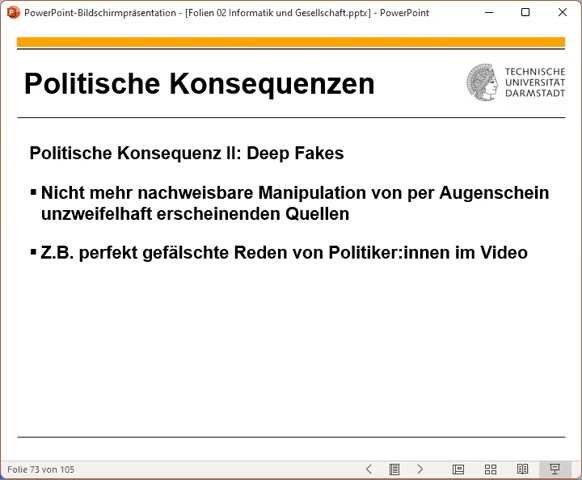 PowerPoint-Bildschirmpräsentation - [Folien 02 Informatik und Gesellschaft.pptx] - PowerPoint
Politische Konsequenzen
TECHNISCHE
UNIVERSITÄT
DARMSTADT
Politische Konsequenz II: Deep Fakes
▪ Nicht mehr nachweisbare Manipulation von per Augenschein
unzweifelhaft erscheinenden Quellen
▪ Z.B. perfekt gefälschte Reden von Politiker:innen im Video
Folie 73 von 105